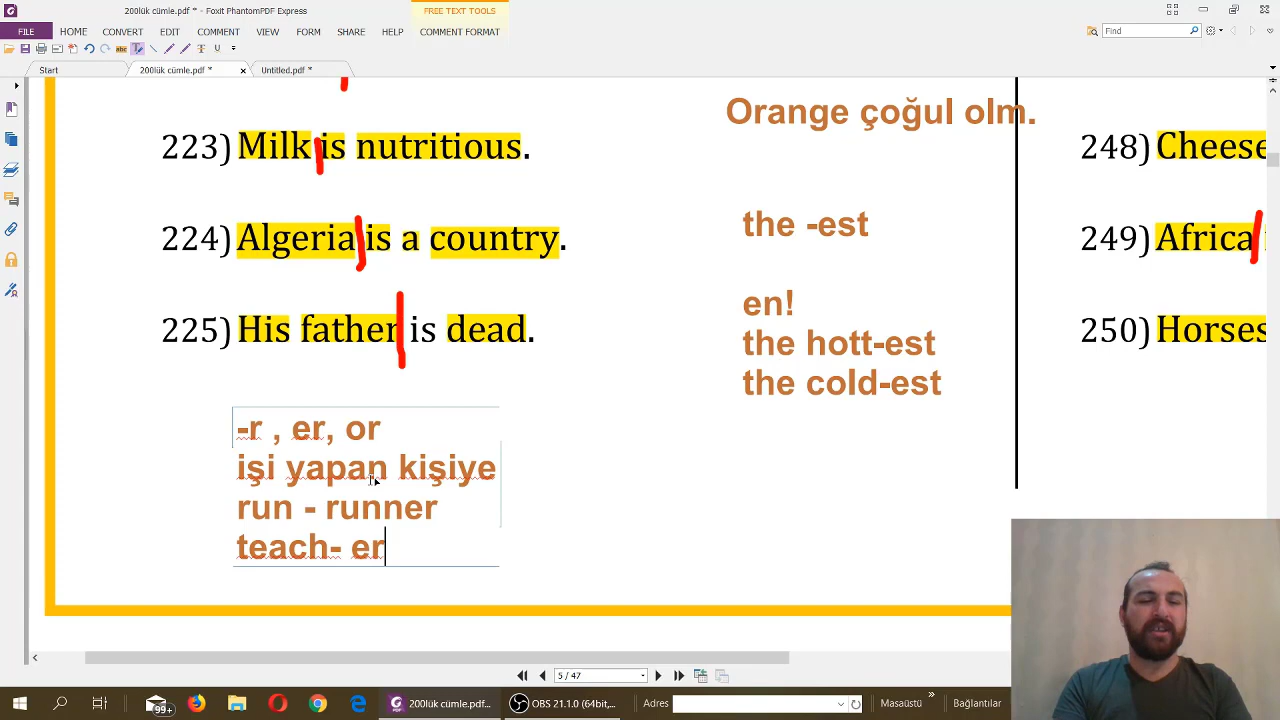 200lük cümle.pdf * - Foxit PhantomPDF Express
FREE TEXT TOOLS
FILE HOME CONVERT EDIT COMMENT VIEW FORM SHARE HELP COMMENT FORMAT
Find
Start 200lük cümle.pdf * Untitled.pdf *
Orange çoğul olm.
223) Milk is nutritious.
248) Cheese
the -est
224) Algeria is a country.
249) Africa
en!
225) His father is dead.
250) Horses
the hott-est
the cold-est
-r , er, or
işi yapan kişiye
run - runner
teach- er
5 / 47
99+
200lük cümle.pdf...
OBS 21.1.0 (64bit,...
Adres
Masaüstü
Bağlantılar